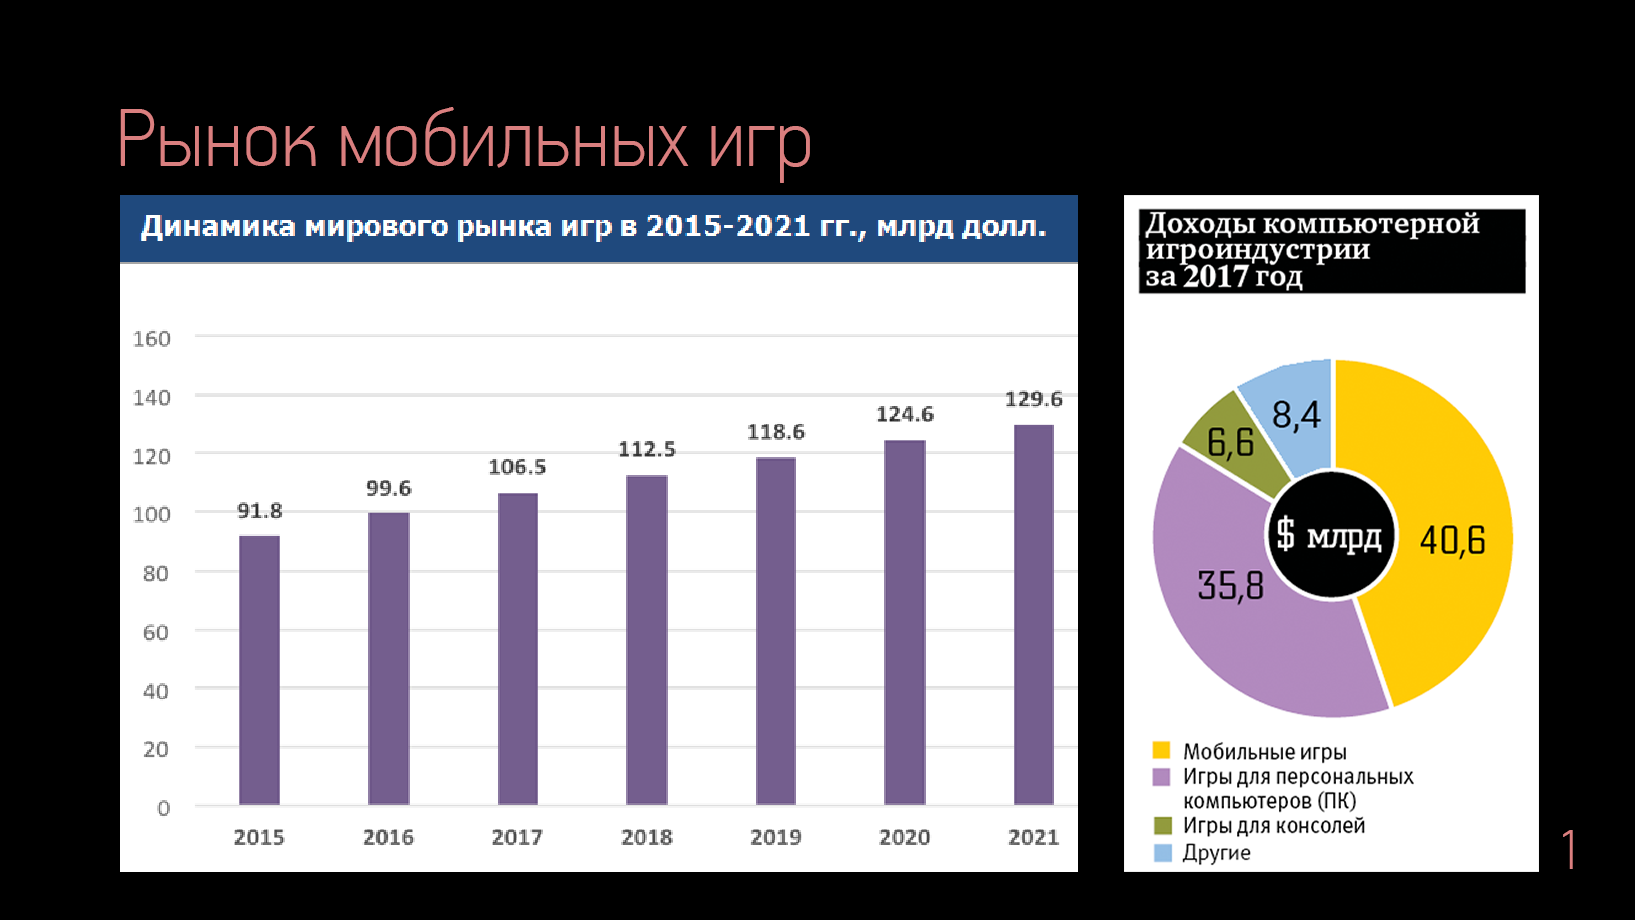 Рынок мобильных игр
Динамика мирового рынка игр в 2015-2021 гг., млрд долл.
160
140
120
100
80
60
40
20
0
91.8
99.6
106.5
112.5
118.6
124.6
129.6
2015
2016
2017
2018
2019
2020
2021
Доходы компьютерной
игроиндустрии
за 2017 год
8,4
6,6
$ млрд
40,6
35,8
Мобильные игры
Игры для персональных
компьютеров (ПК)
Игры для консолей
Другие
1